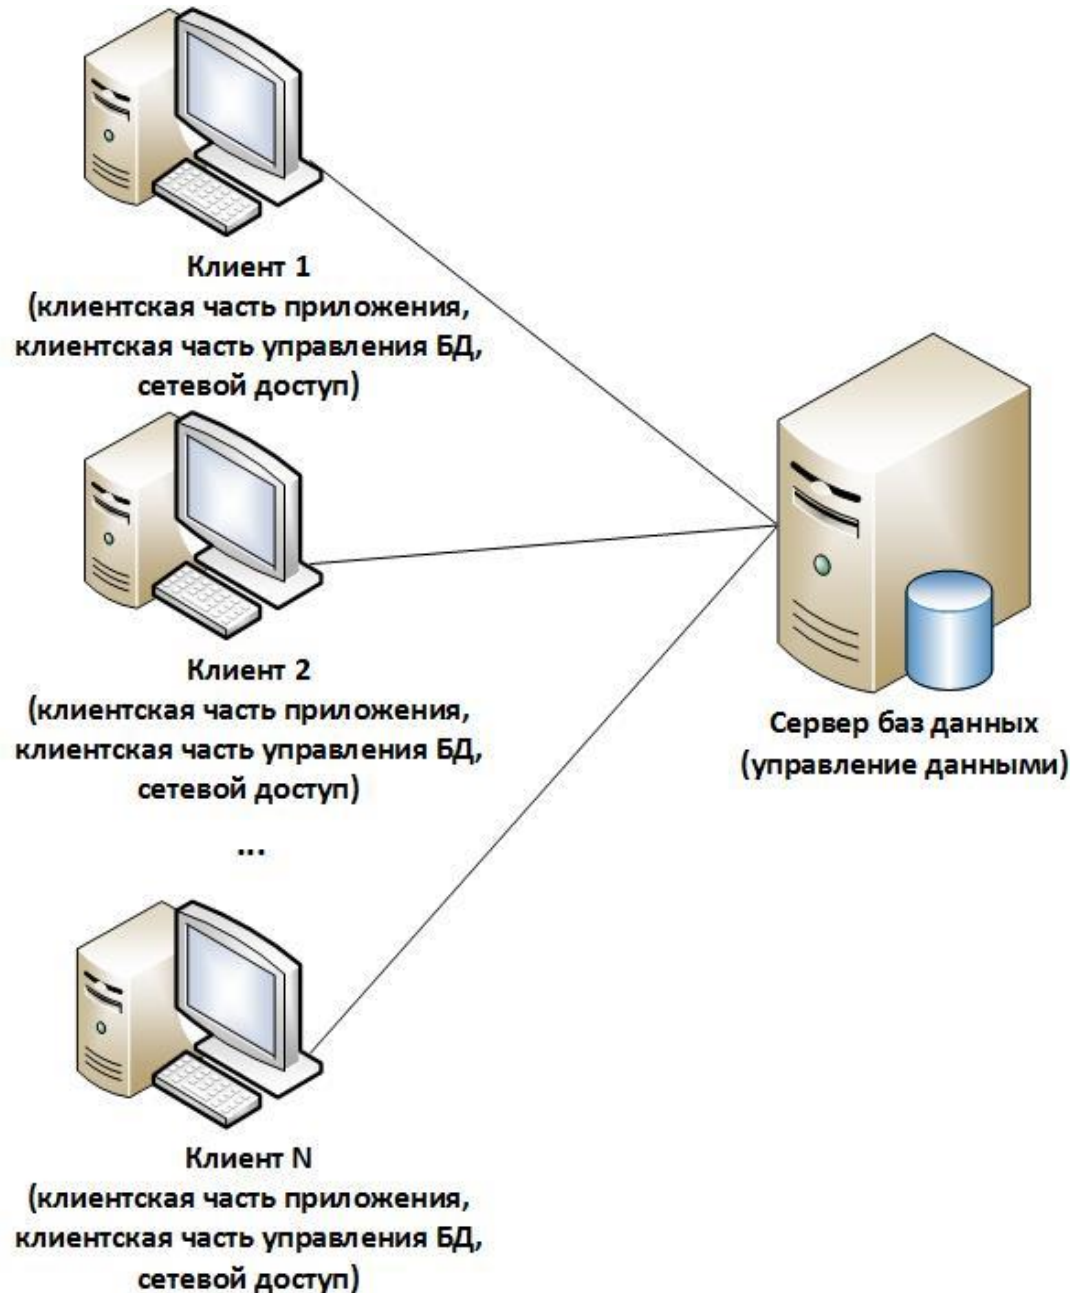 Клиент 1
(клиентская часть приложения,
клиентская часть управления БД,
сетевой доступ)
Клиент 2
(клиентская часть приложения,
клиентская часть управления БД,
сетевой доступ)
...
Клиент N
(клиентская часть приложения,
клиентская часть управления БД,
сетевой доступ)
Сервер баз данных
(управление данными)